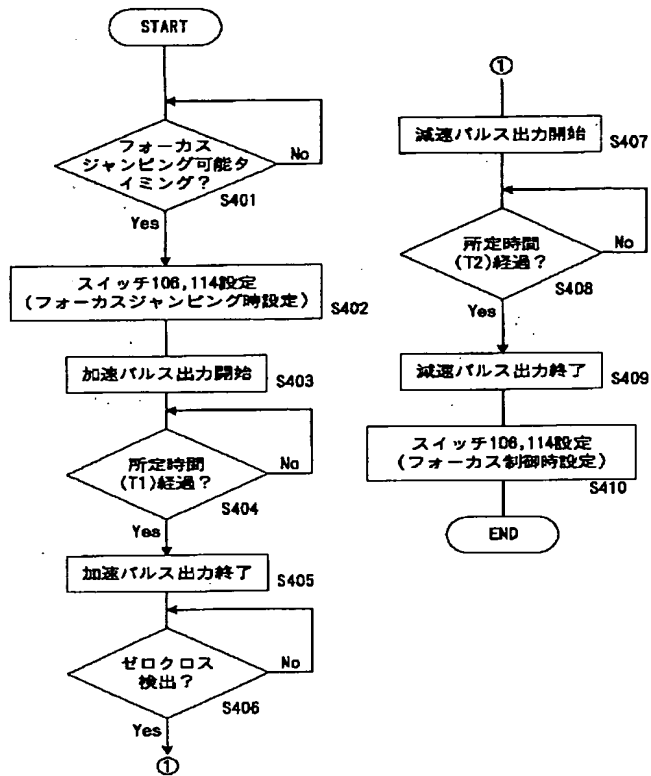 START
フォーカス
ジャンピング可能タ
イミング？
No
S401
Yes
スイッチ106,114設定
(フォーカスジャンピング時設定)
S402
加速パルス出力開始
S403
所定時間
(T1)経過？
No
S404
Yes
加速パルス出力終了
S405
ゼロクロス
検出？
No
S406
Yes
①
①
減速パルス出力開始
S407
所定時間
(T2)経過？
No
S408
Yes
減速パルス出力終了
S409
スイッチ106,114設定
(フォーカス制御時設定)
S410
END